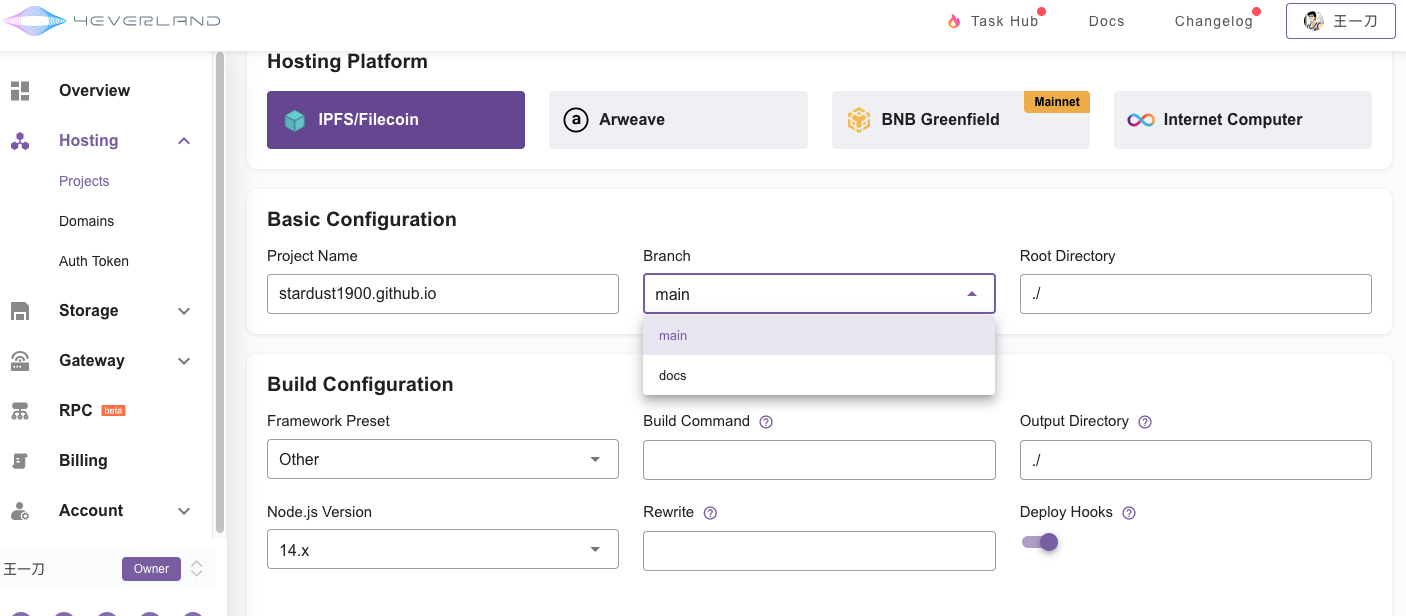 4EVERLAND
Task Hub
Docs
Changelog
王一刀
Overview
Hosting
Projects
Domains
Auth Token
Storage
Gateway
RPC beta
Billing
Account
王一刀
Owner
Hosting Platform
IPFS/Filecoin
a Arweave
BNB Greenfield
Mainnet
Internet Computer
Basic Configuration
Project Name
stardust1900.github.io
Branch
main
main
docs
Root Directory
./
Build Configuration
Framework Preset
Other
Build Command ?
Output Directory ?
./
Node.js Version
14.x
Rewrite ?
Deploy Hooks ?